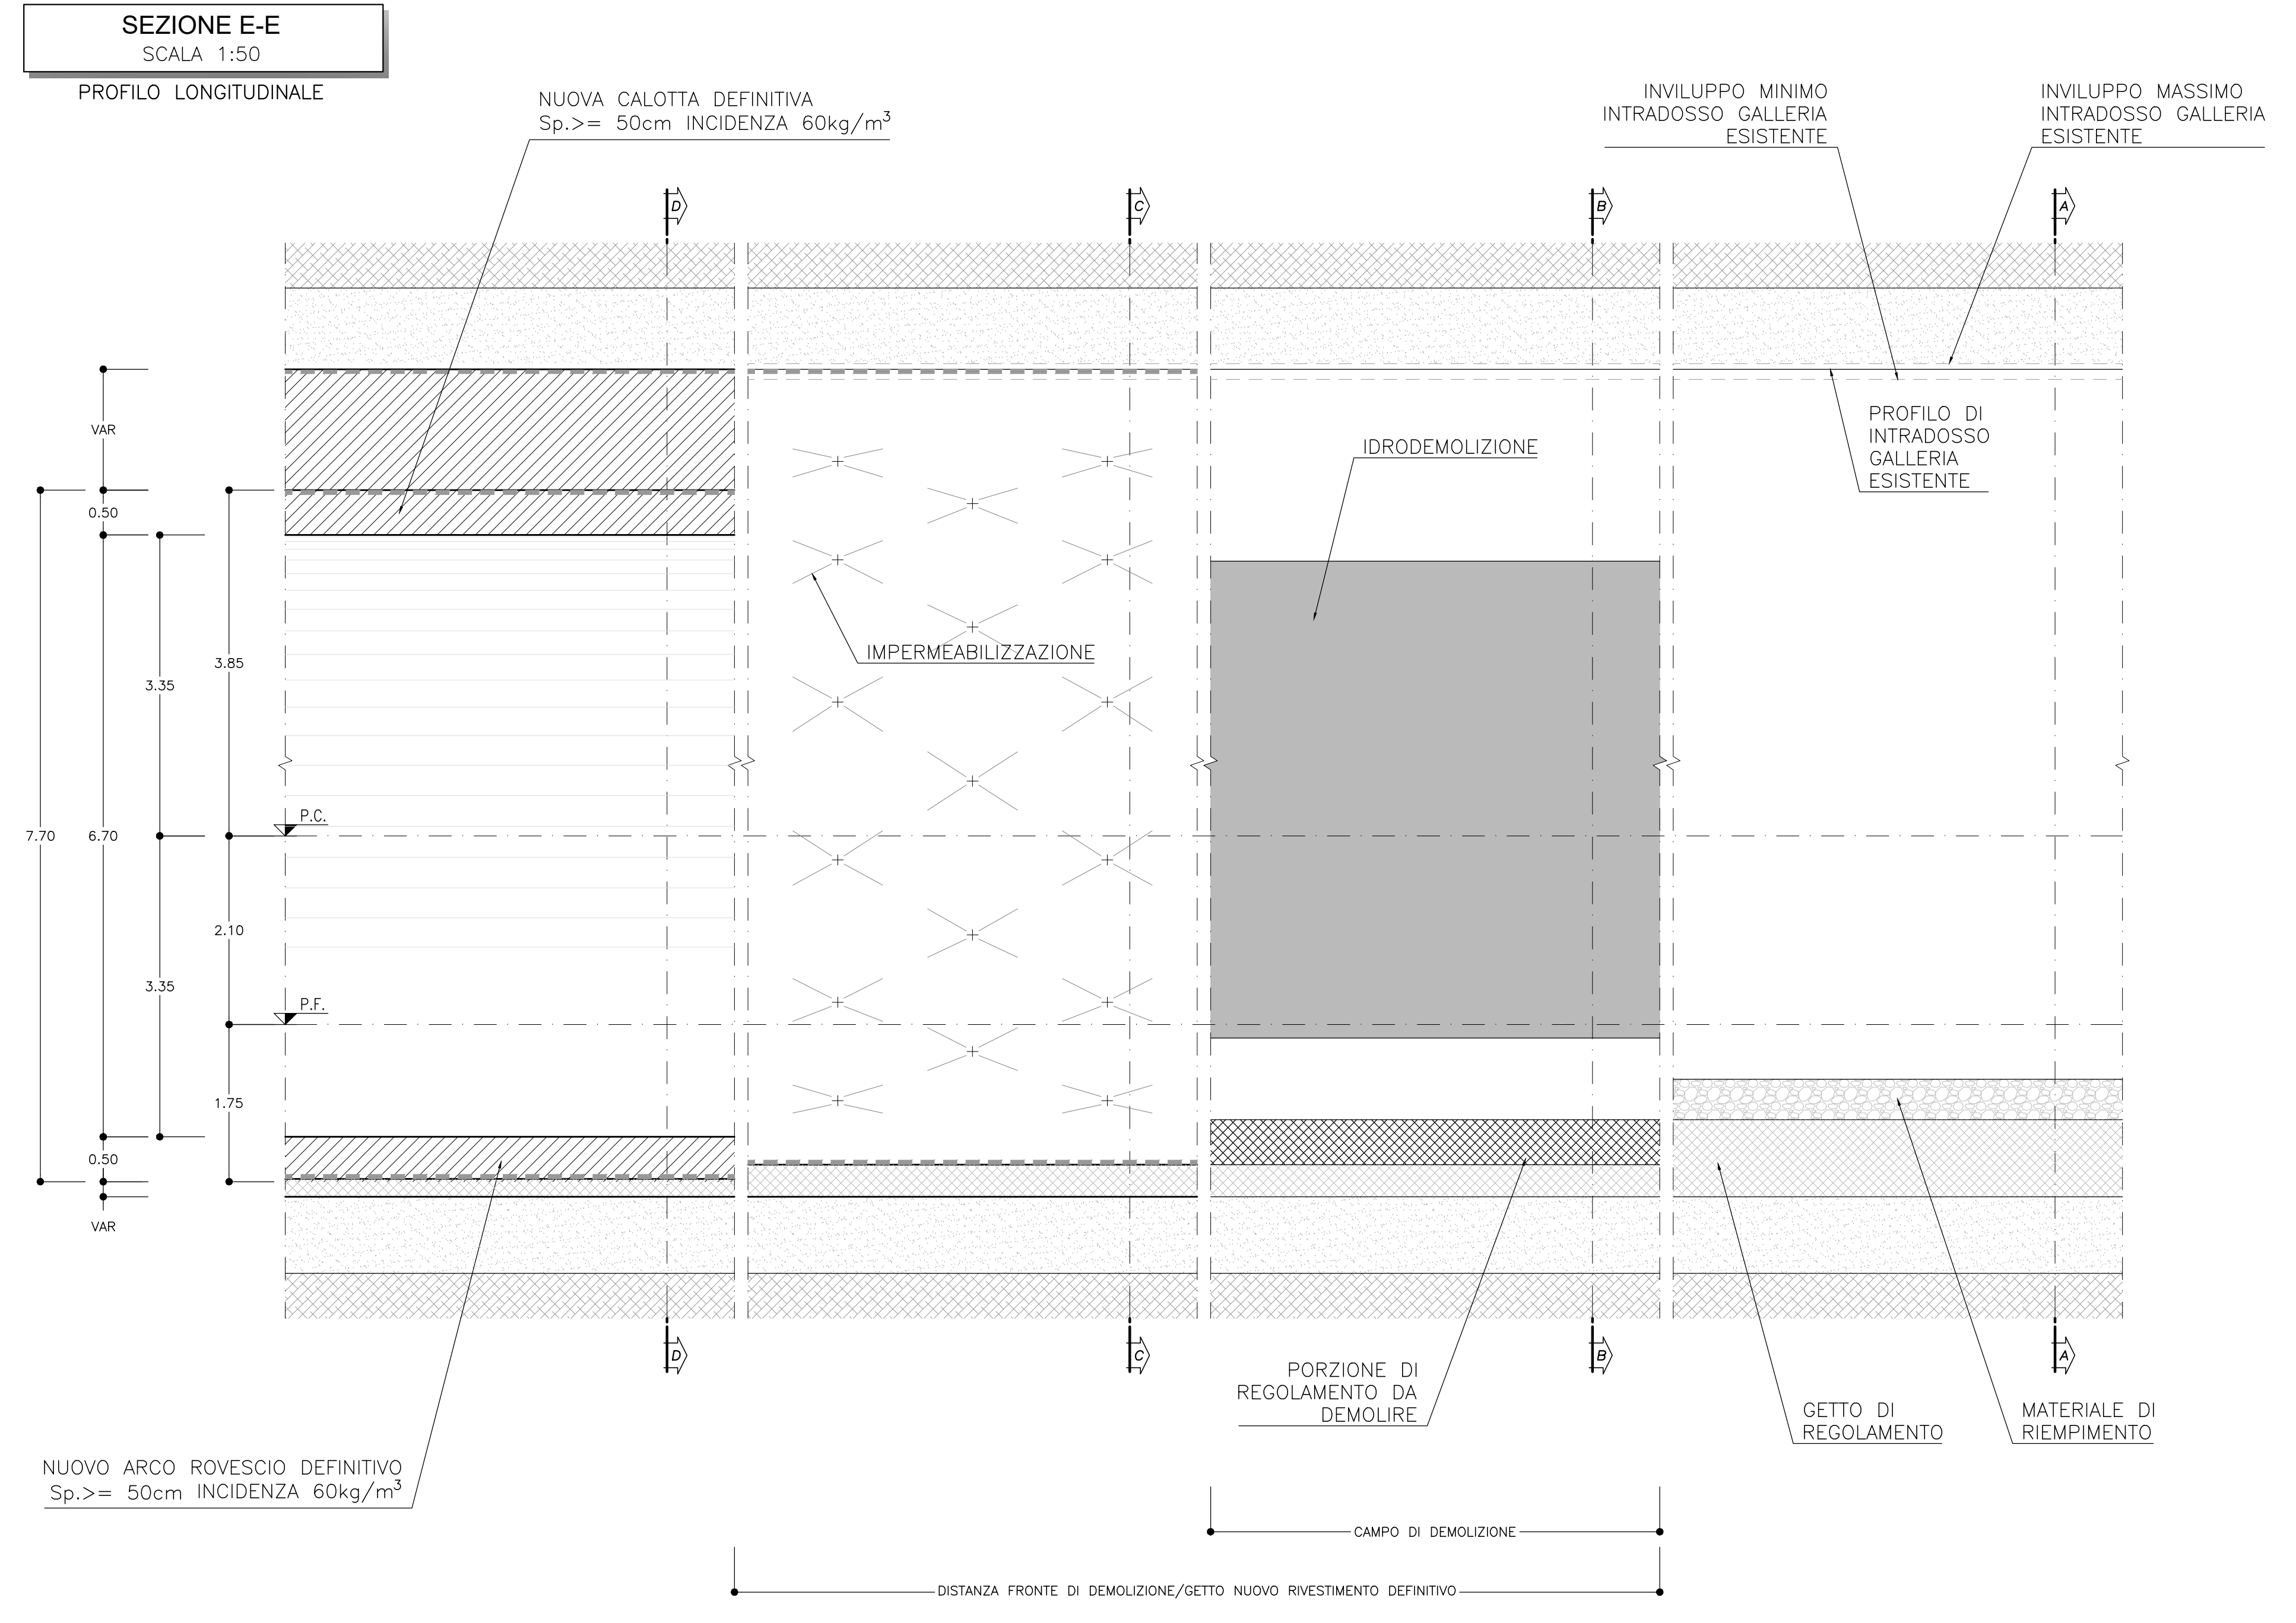 SEZIONE E-E
SCALA 1:50
PROFILO LONGITUDINALE
NUOVA CALOTTA DEFINITIVA
Sp.>= 50cm INCIDENZA 60kg/m³
INVILUPPO MINIMO
INTRADOSSO GALLERIA
ESISTENTE
INVILUPPO MASSIMO
INTRADOSSO GALLERIA
ESISTENTE
D
C
B
A
PROFILO DI
INTRADOSSO
GALLERIA
ESISTENTE
IDRODEMOLIZIONE
IMPERMEABILIZZAZIONE
VAR
0.50
3.85
3.35
P.C.
7.70
6.70
2.10
3.35
P.F.
1.75
0.50
VAR
D
C
B
A
PORZIONE DI
REGOLAMENTO DA
DEMOLIRE
GETTO DI
REGOLAMENTO
MATERIALE DI
RIEMPIMENTO
NUOVO ARCO ROVESCIO DEFINITIVO
Sp.>= 50cm INCIDENZA 60kg/m³
CAMPO DI DEMOLIZIONE
DISTANZA FRONTE DI DEMOLIZIONE/GETTO NUOVO RIVESTIMENTO DEFINITIVO